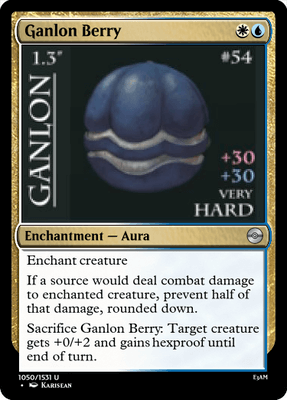 Ganlon Berry
1.3"
#54
GANLON
+30
+30
VERY
HARD
Enchantment — Aura
Enchant creature
If a source would deal combat damage
to enchanted creature, prevent half of
that damage, rounded down.
Sacrifice Ganlon Berry: Target creature
gets +0/+2 and gains hexproof until
end of turn.
1050/1531 U
E3AM
• Karisean